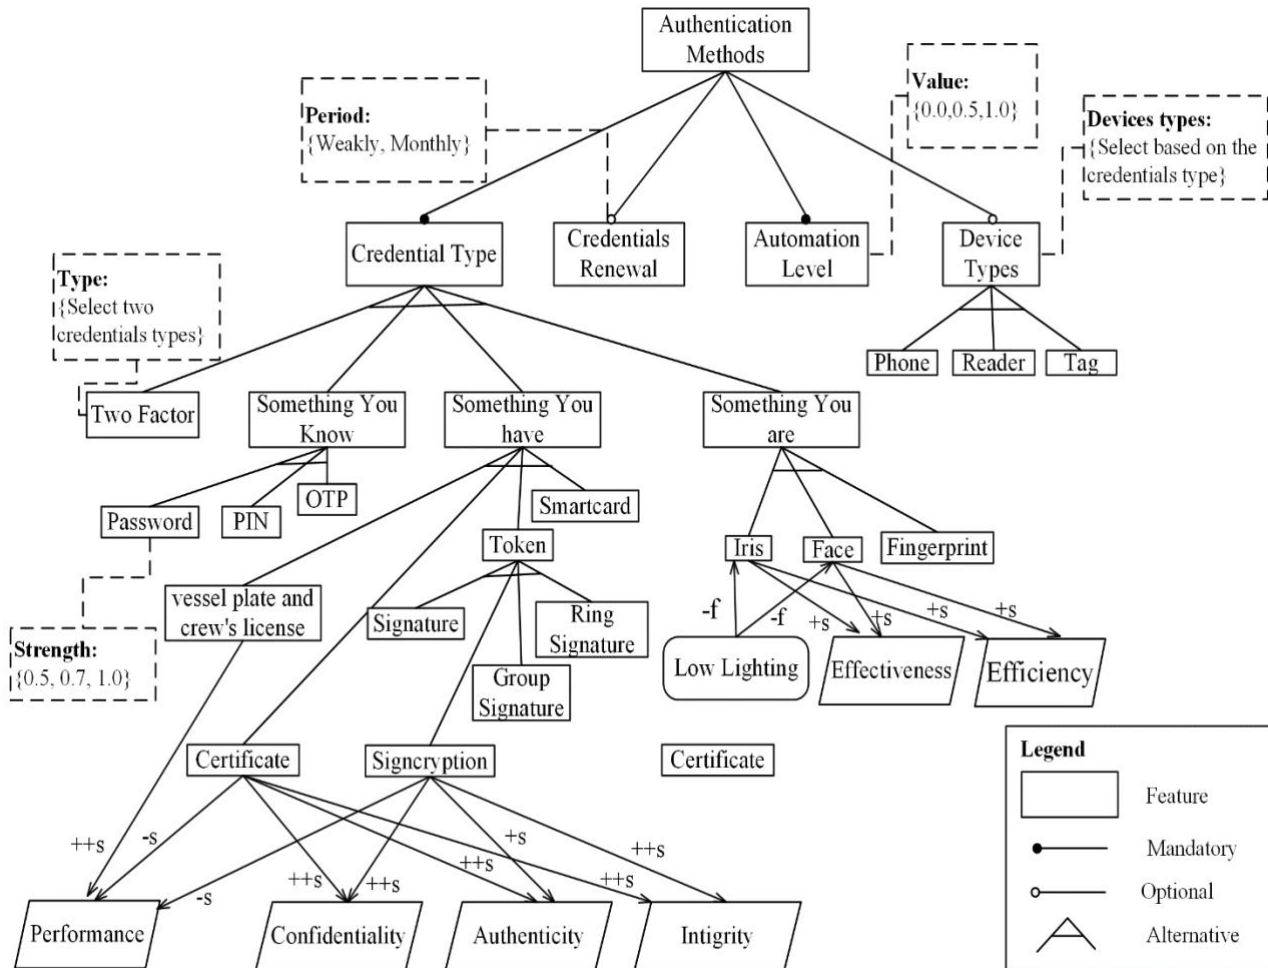 Authentication
Methods
Period:
{Weakly, Monthly}
Value:
{0.0,0.5,1.0}
Devices types:
{Select based on the
credentials type}
Credential Type
Credentials
Renewal
Automation
Level
Device
Types
Type:
{Select two
credentials types}
Phone
Reader
Tag
Two Factor
Something You
Know
Something You
have
Something You
are
Password
PIN
OTP
Smartcard
Token
Iris
Face
Fingerprint
vessel plate and
crew's license
Signature
Ring
Signature
Group
Signature
-f
-f
+s
+s
+s
+s
Low Lighting
Effectiveness
Efficiency
Strength:
{0.5, 0.7, 1.0}
Certificate
Signcryption
Certificate
++s
-s
-s
++s
++s
+s
++s
++s
++s
Performance
Confidentiality
Authenticity
Intigrity
Legend
Feature
Mandatory
Optional
Alternative